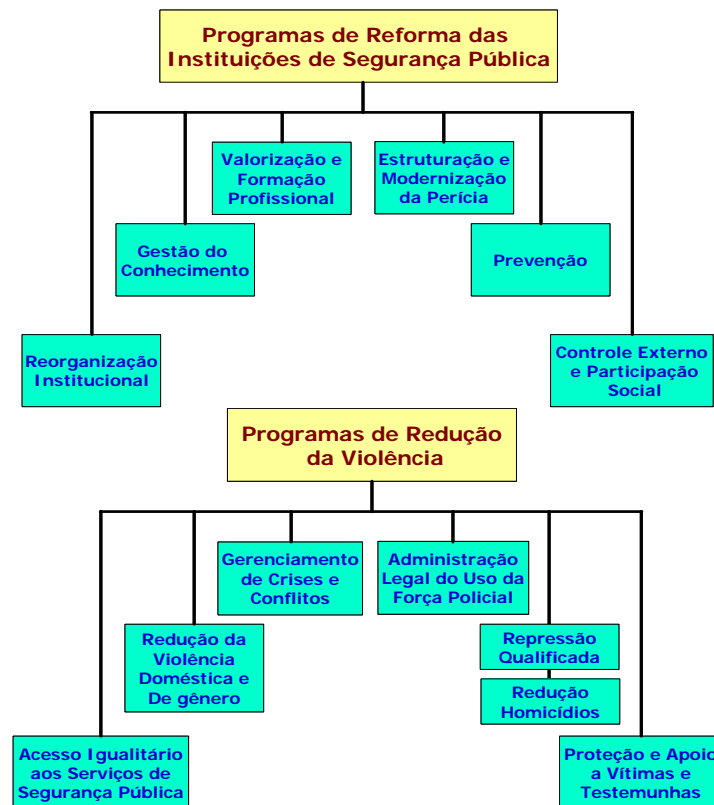 Programas de Reforma das
Instituições de Segurança Pública
Valorização e
Formação
Profissional
Estruturação e
Modernização
da Perícia
Gestão do
Conhecimento
Prevenção
Reorganização
Institucional
Controle Externo
e Participação
Social
Programas de Redução
da Violência
Gerenciamento
de Crises e
Conflitos
Administração
Legal do Uso da
Força Policial
Redução da
Violência
Doméstica e
De gênero
Repressão
Qualificada
Redução
Homicídios
Acesso Igualitário
aos Serviços de
Segurança Pública
Proteção e Apoio
a Vítimas e
Testemunhas